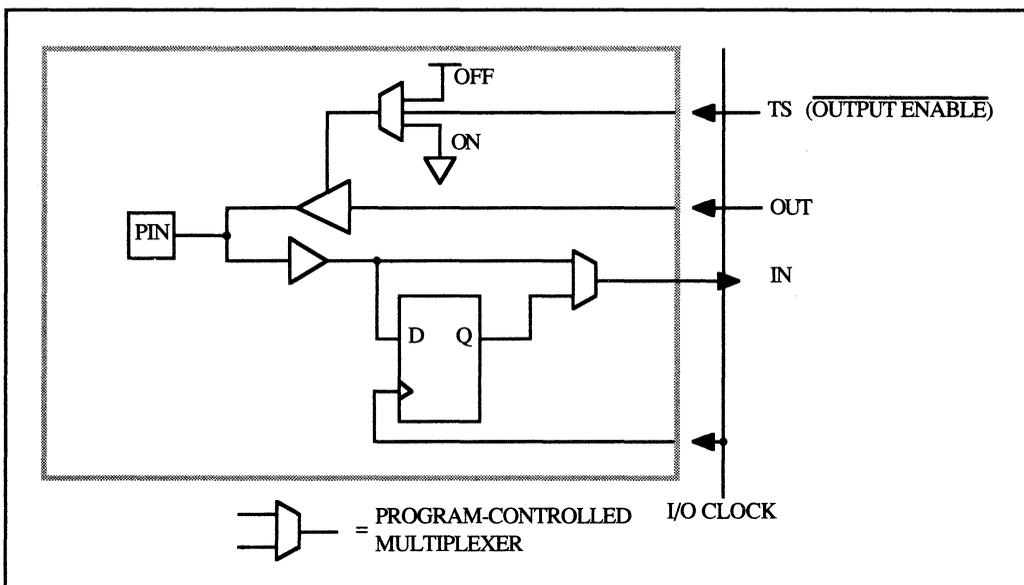 OFF
TS (OUTPUT ENABLE)
ON
OUT
PIN
IN
D Q
I/O CLOCK
= PROGRAM-CONTROLLED
MULTIPLEXER